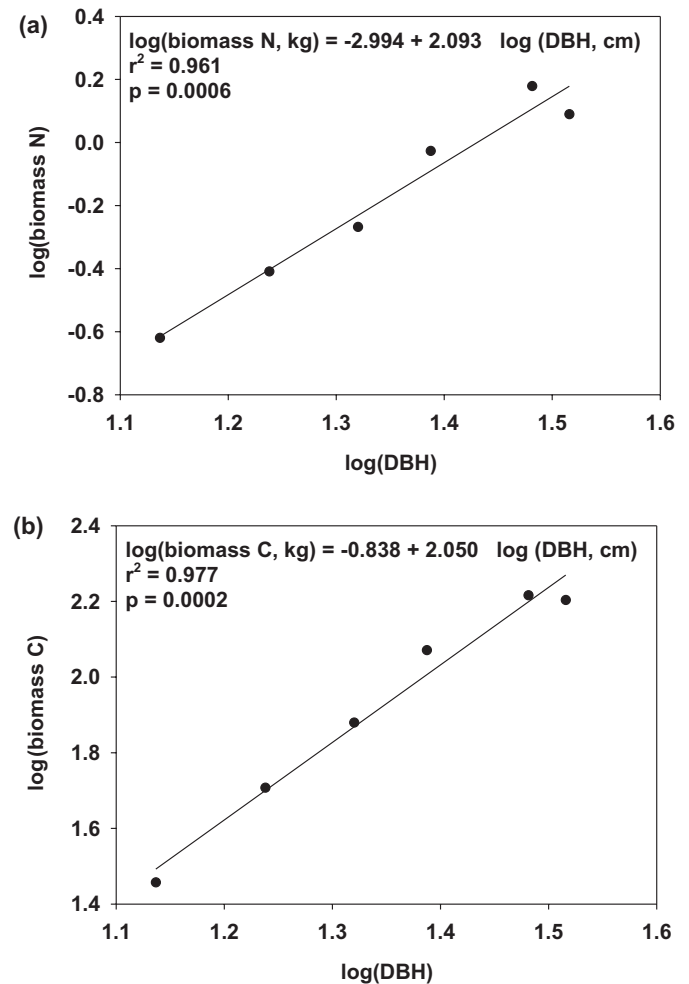 (a)
log(biomass N, kg) = -2.994 + 2.093 log (DBH, cm)
r² = 0.961
p = 0.0006
log(biomass N)
0.4
0.2
0.0
-0.2
-0.4
-0.6
-0.8
1.1 1.2 1.3 1.4 1.5 1.6
log(DBH)
(b)
log(biomass C, kg) = -0.838 + 2.050 log (DBH, cm)
r² = 0.977
p = 0.0002
log(biomass C)
2.4
2.2
2.0
1.8
1.6
1.4
1.1 1.2 1.3 1.4 1.5 1.6
log(DBH)